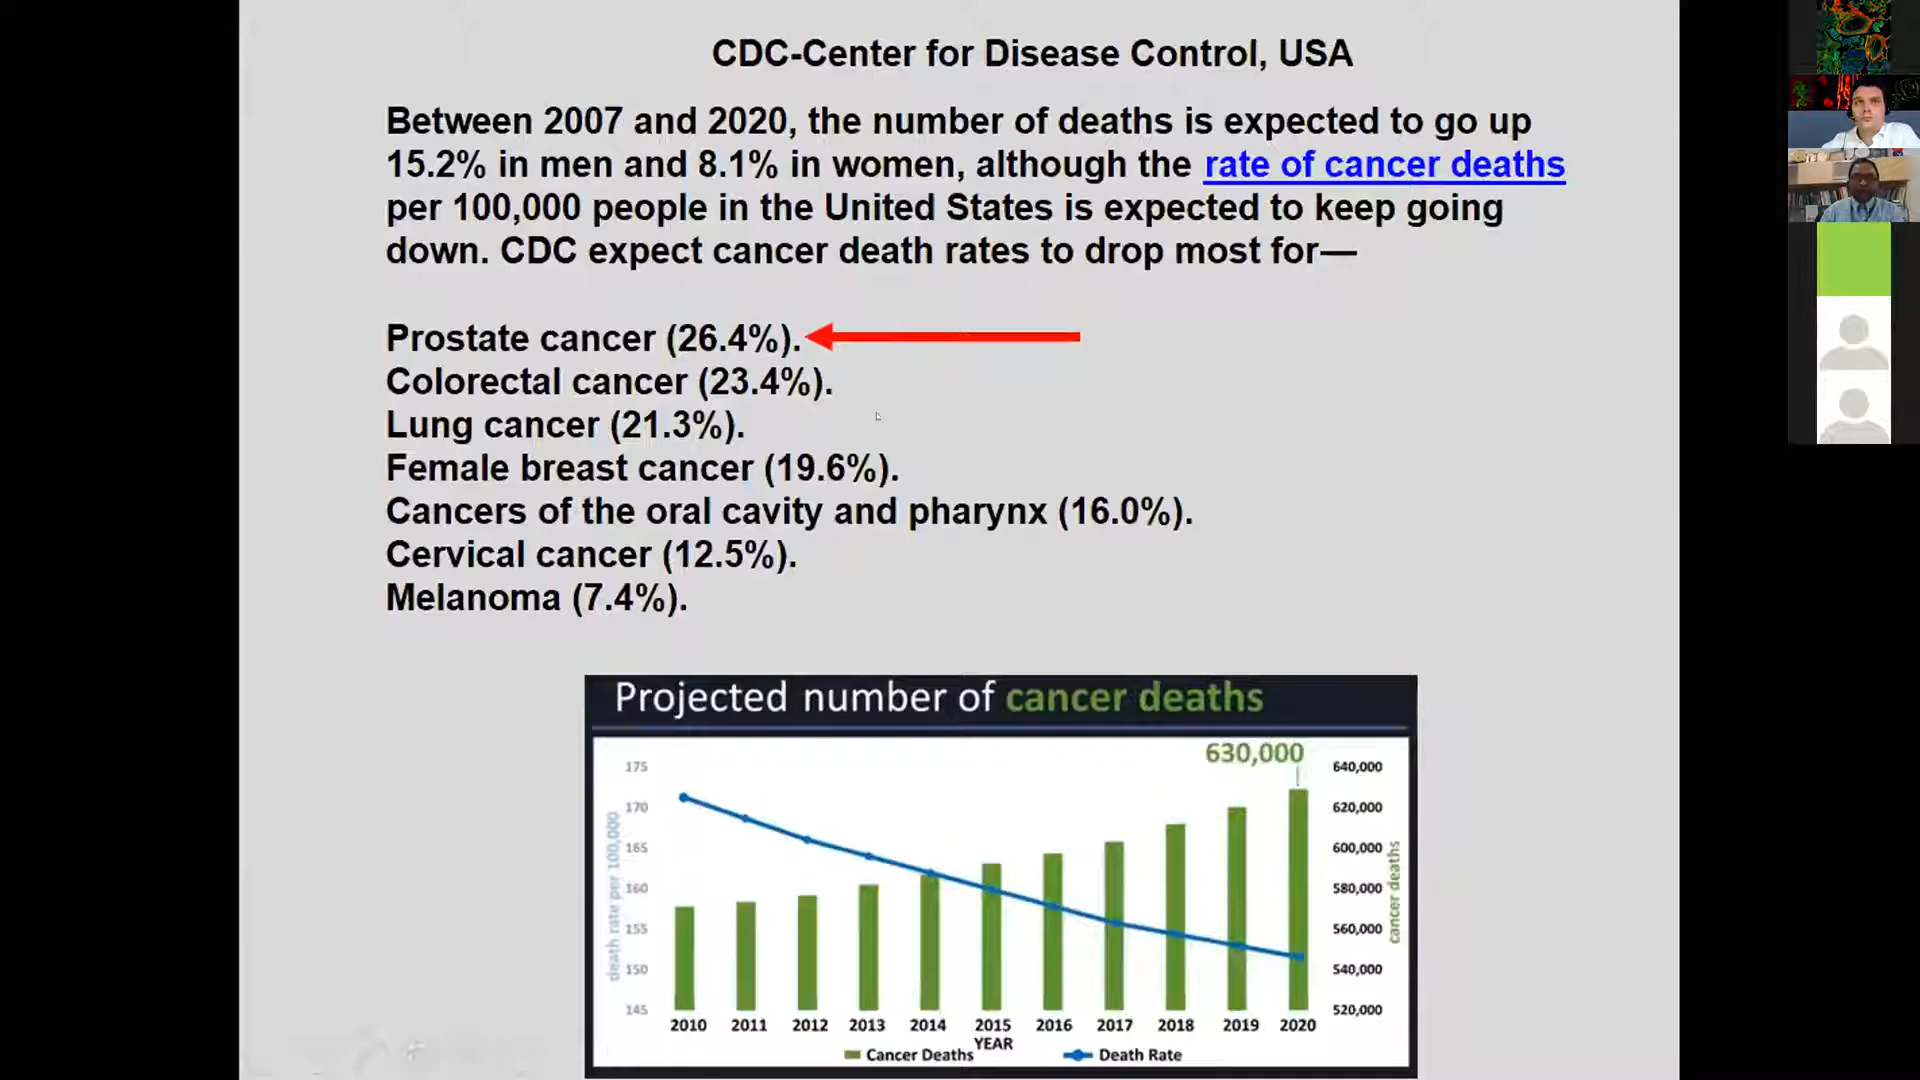 CDC-Center for Disease Control, USA
Between 2007 and 2020, the number of deaths is expected to go up
15.2% in men and 8.1% in women, although the rate of cancer deaths
per 100,000 people in the United States is expected to keep going
down. CDC expect cancer death rates to drop most for—
Prostate cancer (26.4%).
Colorectal cancer (23.4%).
Lung cancer (21.3%).
Female breast cancer (19.6%).
Cancers of the oral cavity and pharynx (16.0%).
Cervical cancer (12.5%).
Melanoma (7.4%).
Projected number of cancer deaths
630,000
175
170
165
160
155
150
145
death rate per 100,000
640,000
620,000
600,000
580,000
560,000
540,000
520,000
cancer deaths
2010 2011 2012 2013 2014 2015 2016 2017 2018 2019 2020
YEAR
Cancer Deaths Death Rate